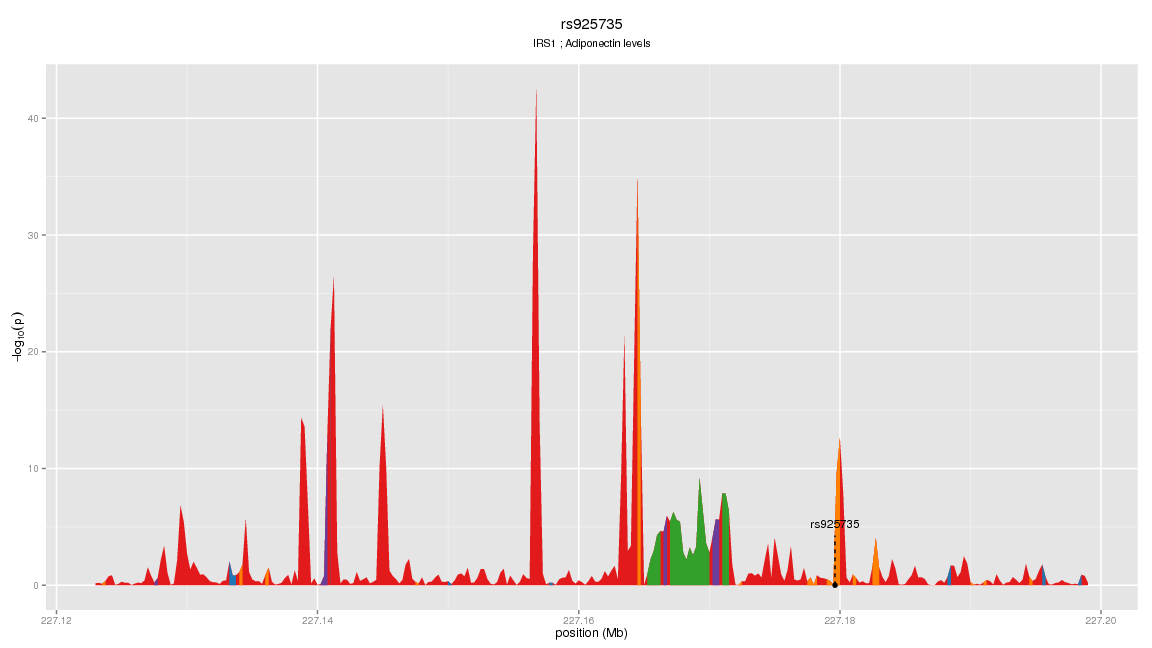 rs925735
IRS1 ; Adiponectin levels
40
30
20
10
0
−log10(p)
rs925735
227.12
227.14
227.16
227.18
227.20
position (Mb)